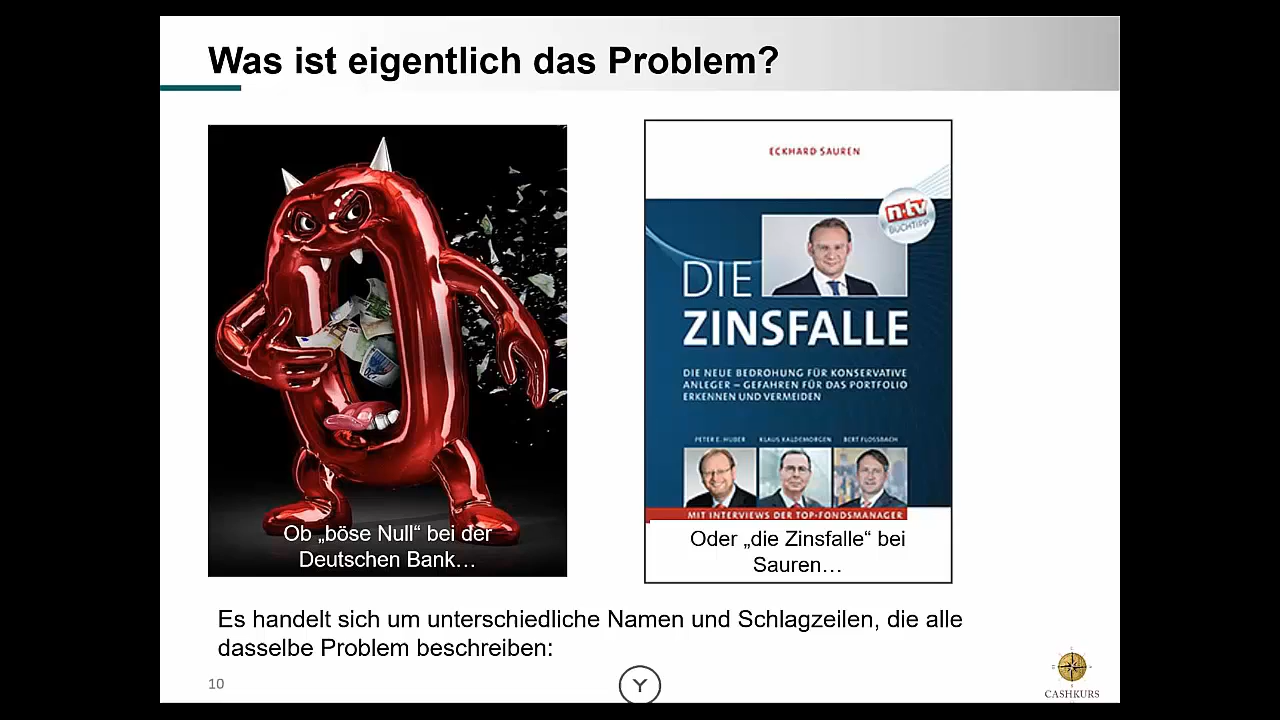 Was ist eigentlich das Problem?
ECKHARD SAUREN
n-tv
BUCHTIPP
DIE
ZINSFALLE
DIE NEUE BEDROHUNG FÜR KONSERVATIVE
ANLEGER – GEFAHREN FÜR DAS PORTFOLIO
ERKENNEN UND VERMEIDEN
PETER E. HUBER KLAUS KALDEMORGEN BERT FLOSSBACH
MIT INTERVIEWS DER TOP-FONDSMANAGER
Ob „böse Null“ bei der
Deutschen Bank…
Oder „die Zinsfalle“ bei
Sauren…
Es handelt sich um unterschiedliche Namen und Schlagzeilen, die alle
dasselbe Problem beschreiben:
10
Y
CASHKURS